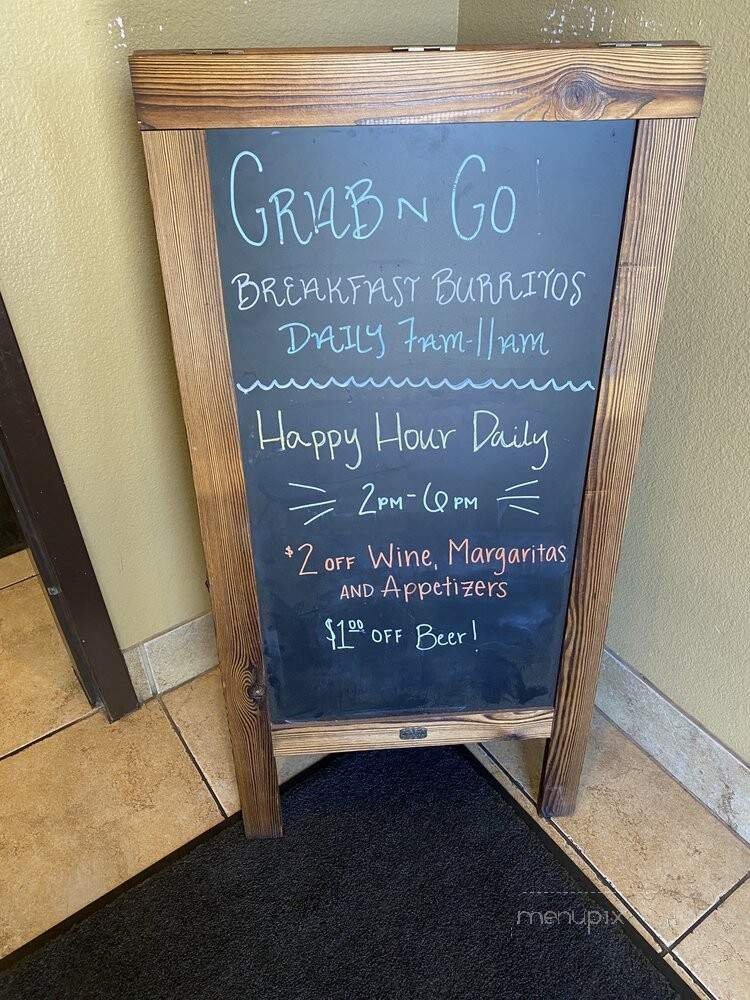 GRAB N GO
BREAKFAST BURRITOS
DAILY 7AM-11AM
Happy Hour Daily
2PM-6PM
$2 OFF Wine, Margaritas
AND Appetizers
$1.00 OFF Beer!
menupix